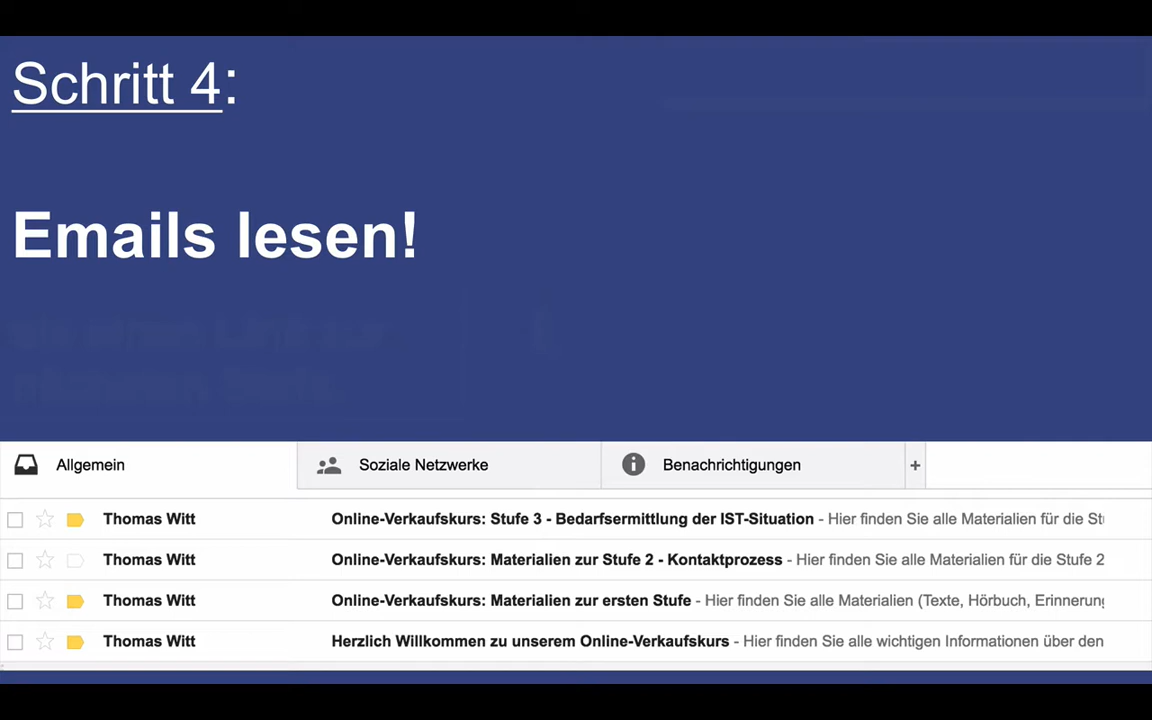 Schritt 4:
Emails lesen!
Allgemein Soziale Netzwerke Benachrichtigungen +
Thomas Witt Online-Verkaufskurs: Stufe 3 - Bedarfsermittlung der IST-Situation - Hier finden Sie alle Materialien für die
Thomas Witt Online-Verkaufskurs: Materialien zur Stufe 2 - Kontaktprozess - Hier finden Sie alle Materialien für die Stufe 2
Thomas Witt Online-Verkaufskurs: Materialien zur ersten Stufe - Hier finden Sie alle Materialien (Texte, Hörbuch,
Thomas Witt Herzlich Willkommen zu unserem Online-Verkaufskurs - Hier finden Sie alle wichtigen Informationen über den